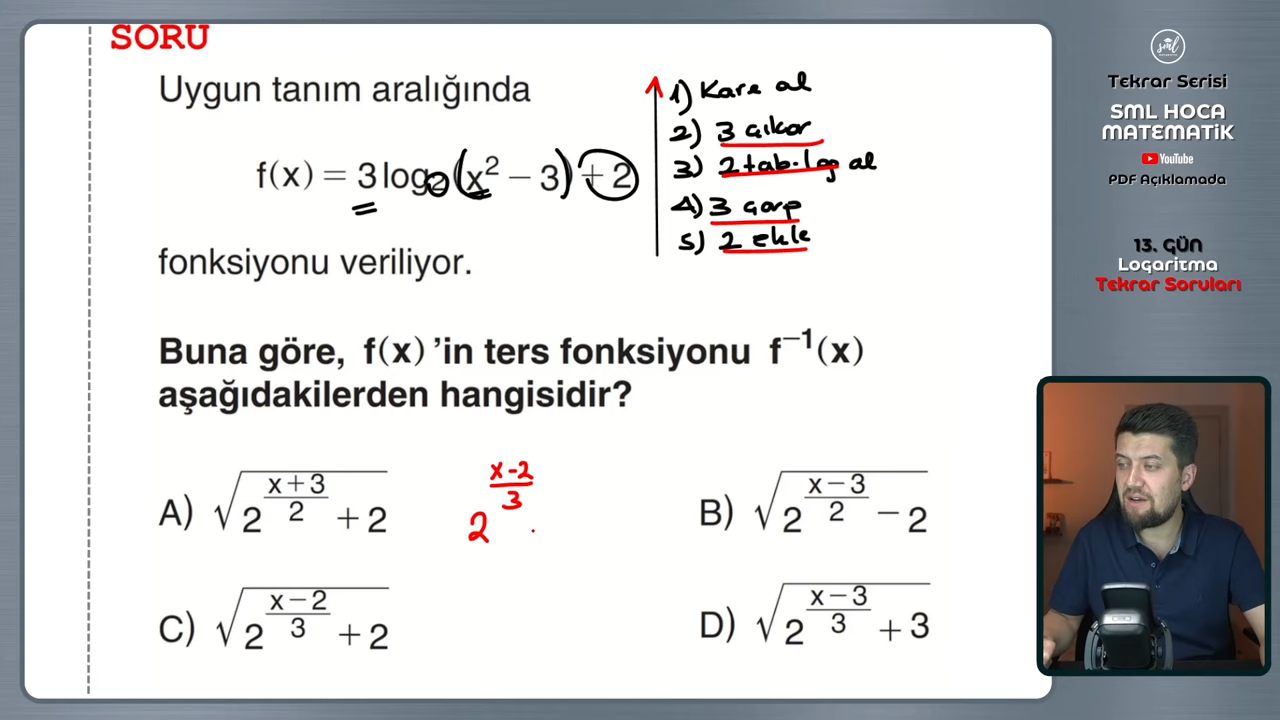 SORU
Uygun tanım aralığında
f(x) = 3 log₂ (x² − 3) + 2
fonksiyonu veriliyor.
Buna göre, f(x) 'in ters fonksiyonu f⁻¹(x)
aşağıdakilerden hangisidir?
A) √(2^((x+3)/2) + 2)
B) √(2^((x−3)/2) − 2)
C) √(2^((x−2)/3) + 2)
D) √(2^((x−3)/3) + 3)
1) Kare al
2) 3 çıkar
3) 2 tab. log al
4) 3 çarp
5) 2 ekle
2^((x-2)/3)
sml
Tekrar Serisi
SML HOCA
MATEMATİK
YouTube
PDF Açıklamada
13. GÜN
Logaritma
Tekrar Soruları